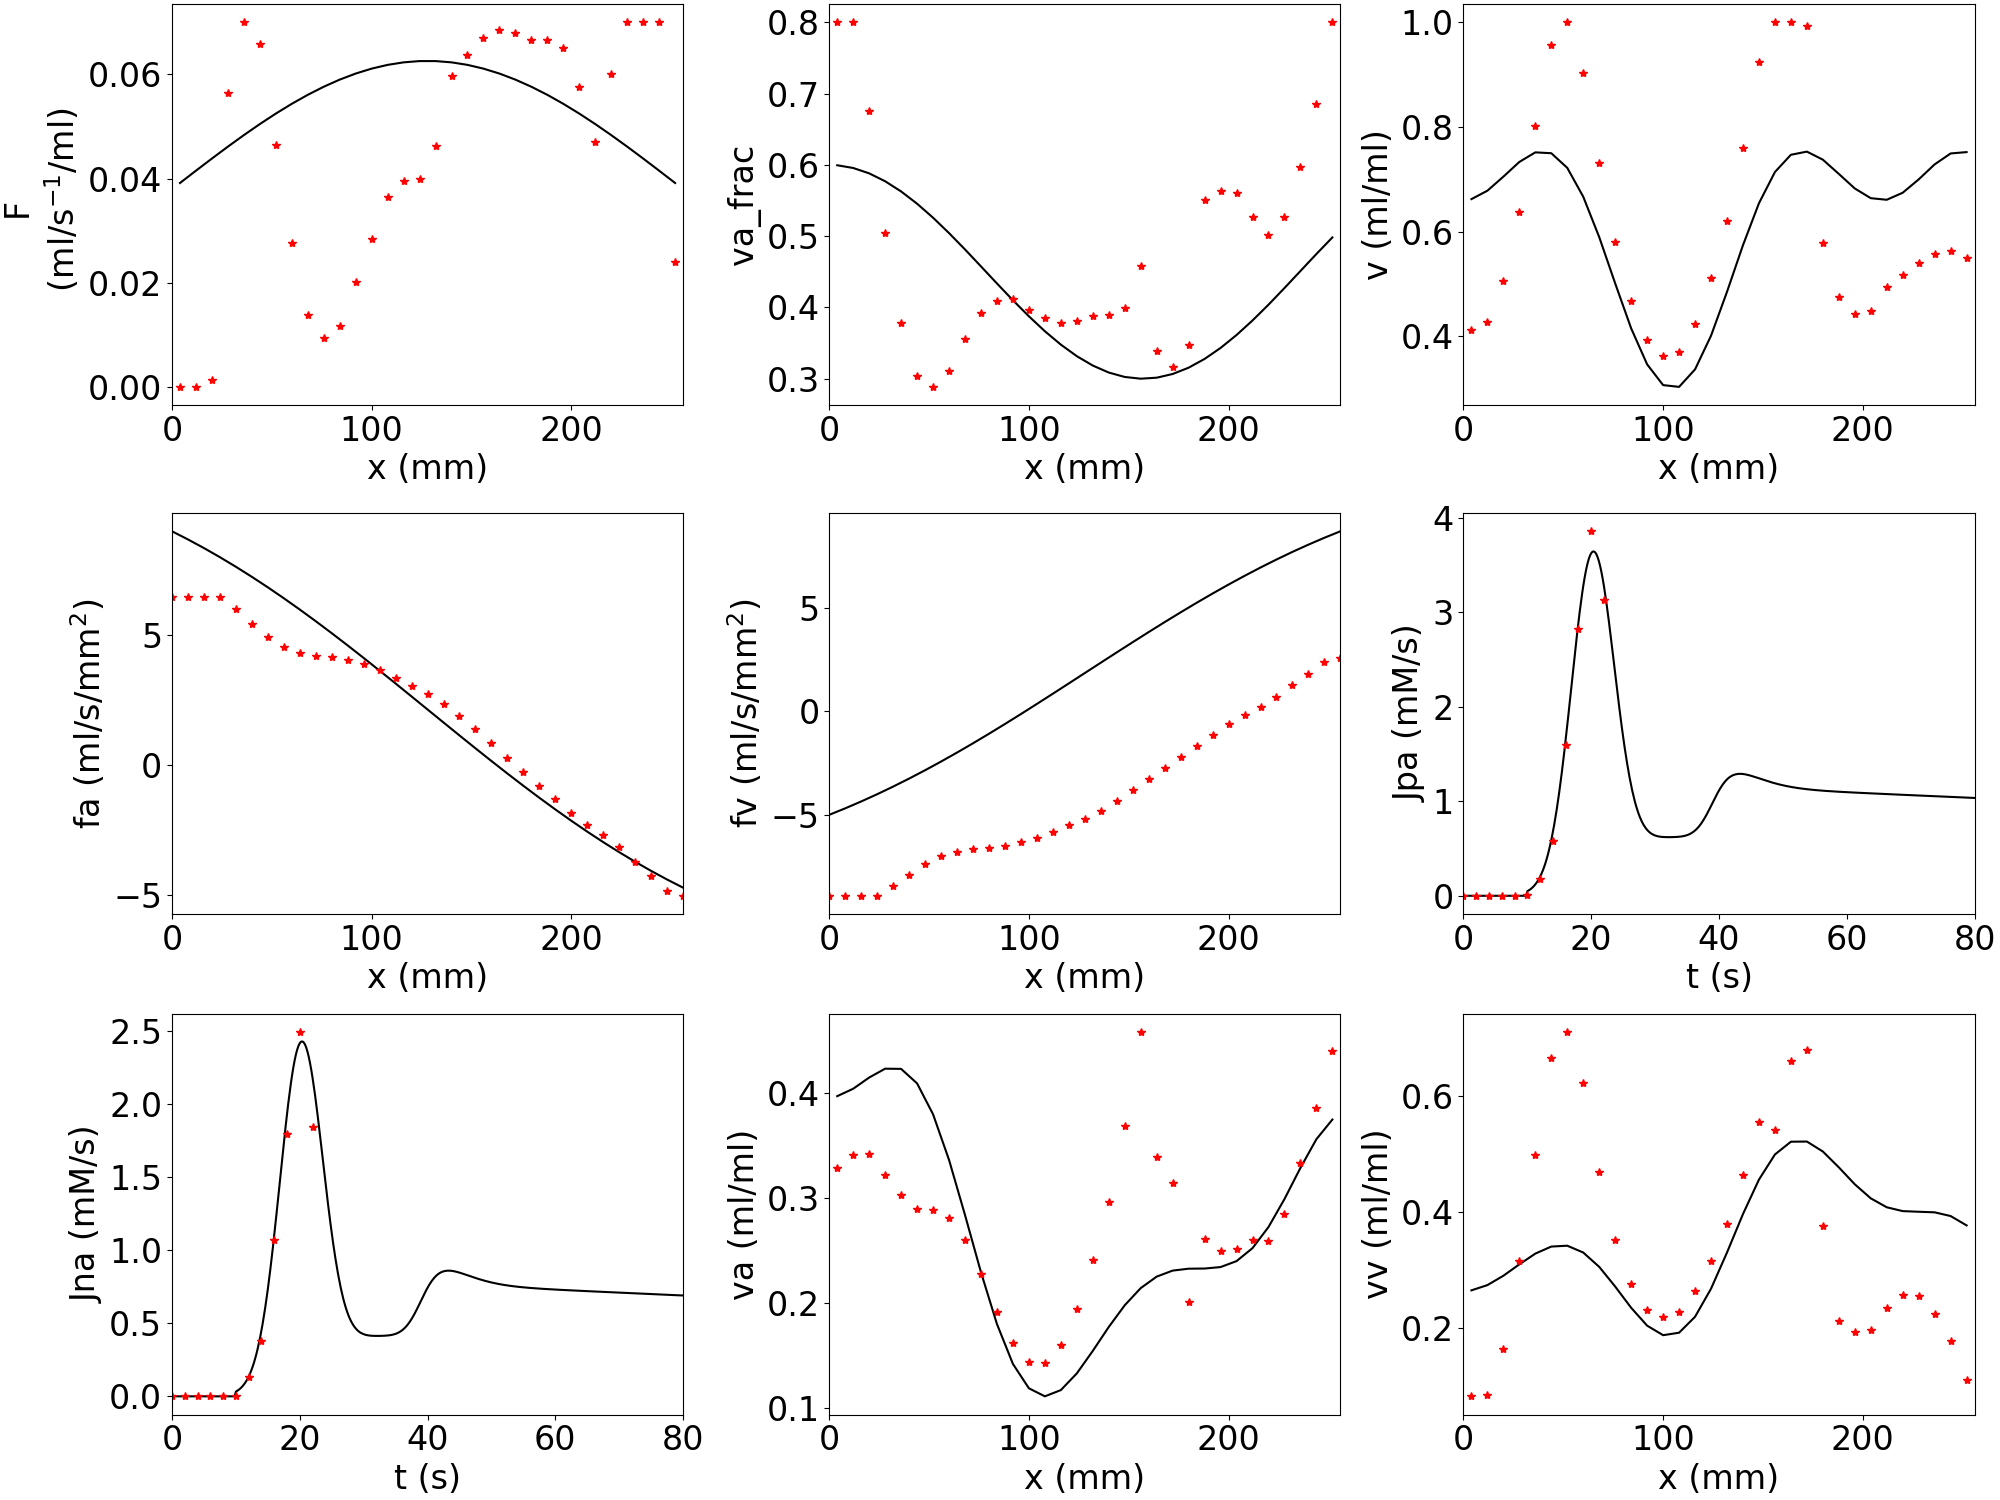 F
(ml/s⁻¹/ml)
0.06
0.04
0.02
0.00
0 100 200
x (mm)
va_frac
0.8
0.7
0.6
0.5
0.4
0.3
0 100 200
x (mm)
v (ml/ml)
1.0
0.8
0.6
0.4
0 100 200
x (mm)
fa (ml/s/mm²)
5
0
−5
0 100 200
x (mm)
fv (ml/s/mm²)
5
0
−5
0 100 200
x (mm)
Jpa (mM/s)
4
3
2
1
0
0 20 40 60 80
t (s)
Jna (mM/s)
2.5
2.0
1.5
1.0
0.5
0.0
0 20 40 60 80
t (s)
va (ml/ml)
0.4
0.3
0.2
0.1
0 100 200
x (mm)
vv (ml/ml)
0.6
0.4
0.2
0 100 200
x (mm)